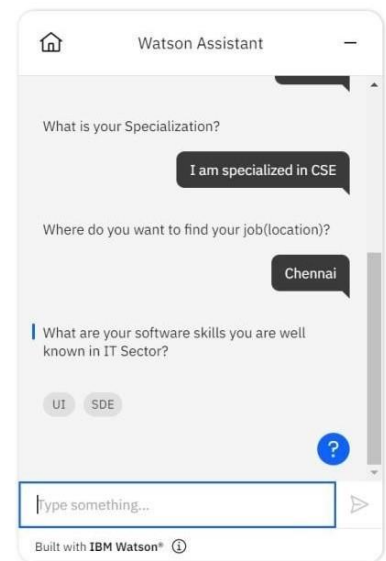 Watson Assistant
What is your Specialization?
I am specialized in CSE
Where do you want to find your job(location)?
Chennai
What are your software skills you are well
known in IT Sector?
UI SDE
?
Type something...
Built with IBM Watson®